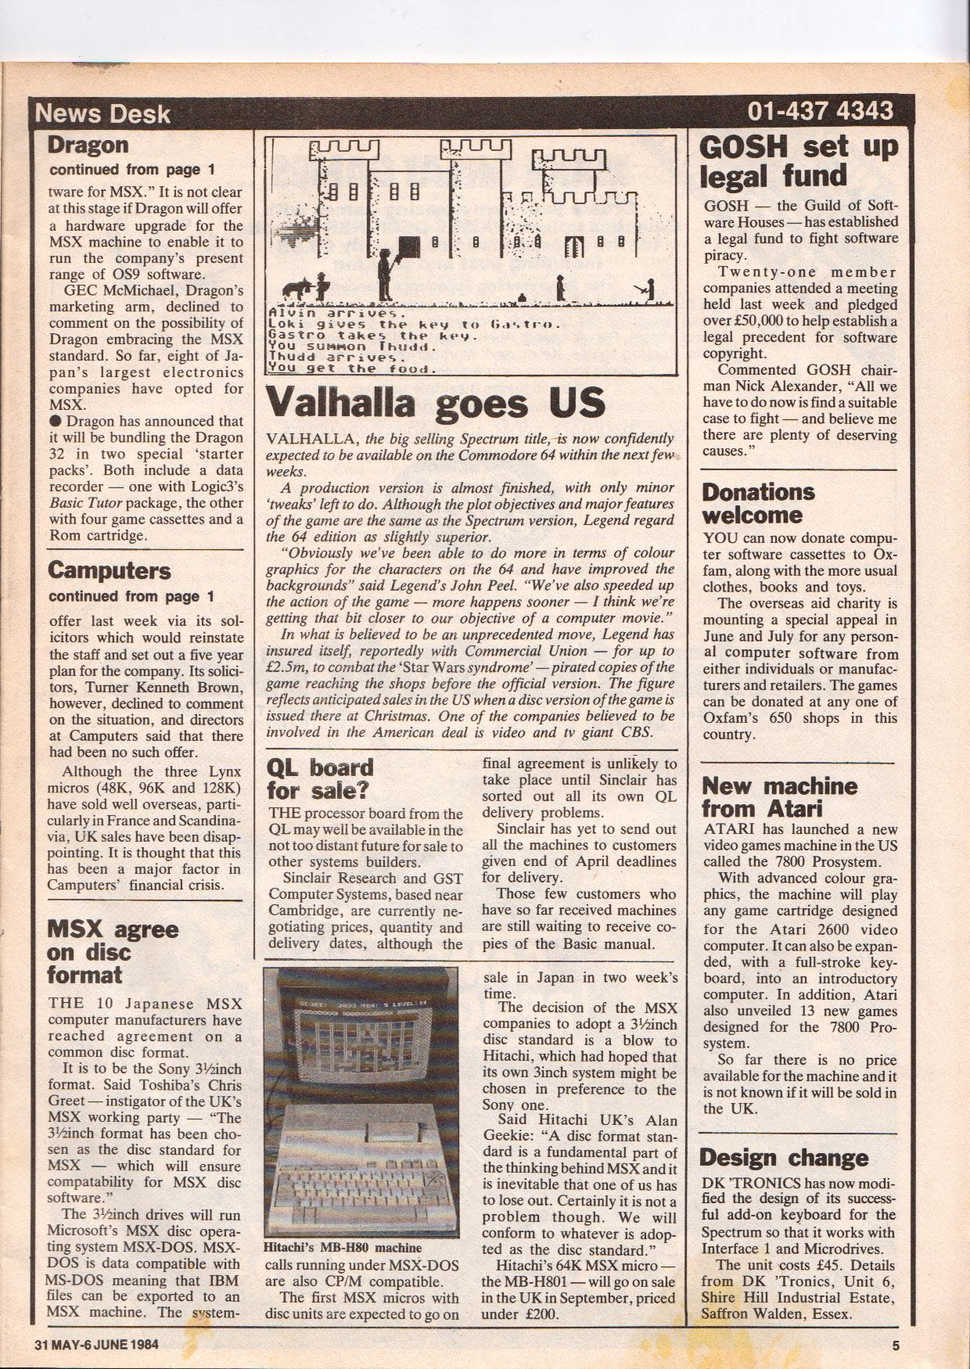 News Desk
01-437 4343
Dragon
continued from page 1
tware for MSX." It is not clear
at this stage if Dragon will offer
a hardware upgrade for the
MSX machine to enable it to
run the company's present
range of OS9 software.
GEC McMichael, Dragon's
marketing arm, declined to
comment on the possibility of
Dragon embracing the MSX
standard. So far, eight of Ja-
pan's largest electronics
companies have opted for
MSX.
● Dragon has announced that
it will be bundling the Dragon
32 in two special 'starter
packs'. Both include a data
recorder — one with Logic3's
Basic Tutor package, the other
with four game cassettes and a
Rom cartridge.
Camputers
continued from page 1
offer last week via its sol-
icitors which would reinstate
the staff and set out a five year
plan for the company. Its solici-
tors, Turner Kenneth Brown,
however, declined to comment
on the situation, and directors
at Camputers said that there
had been no such offer.
Although the three Lynx
micros (48K, 96K and 128K)
have sold well overseas, parti-
cularly in France and Scandina-
via, UK sales have been disap-
pointing. It is thought that this
has been a major factor in
Camputers' financial crisis.
MSX agree
on disc
format
THE 10 Japanese MSX
computer manufacturers have
reached agreement on a
common disc format.
It is to be the Sony 3½inch
format. Said Toshiba's Chris
Greet — instigator of the UK's
MSX working party — "The
3½inch format has been cho-
sen as the disc standard for
MSX — which will ensure
compatability for MSX disc
software."
The 3½inch drives will run
Microsoft's MSX disc opera-
ting system MSX-DOS. MSX-
DOS is data compatible with
MS-DOS meaning that IBM
files can be exported to an
MSX machine. The system-
Alvin arrives.
Loki gives the key to Gastro.
Gastro takes the key.
You summon Thudd.
Thudd arrives.
You get the food.
Valhalla goes US
VALHALLA, the big selling Spectrum title, is now confidently
expected to be available on the Commodore 64 within the next few
weeks.
A production version is almost finished, with only minor
'tweaks' left to do. Although the plot objectives and major features
of the game are the same as the Spectrum version, Legend regard
the 64 edition as slightly superior.
"Obviously we've been able to do more in terms of colour
graphics for the characters on the 64 and have improved the
backgrounds" said Legend's John Peel. "We've also speeded up
the action of the game — more happens sooner — I think we're
getting that bit closer to our objective of a computer movie."
In what is believed to be an unprecedented move, Legend has
insured itself, reportedly with Commercial Union — for up to
£2.5m, to combat the 'Star Wars syndrome' — pirated copies of the
game reaching the shops before the official version. The figure
reflects anticipated sales in the US when a disc version of the game is
issued there at Christmas. One of the companies believed to be
involved in the American deal is video and tv giant CBS.
QL board
for sale?
THE processor board from the
QL may well be available in the
not too distant future for sale to
other systems builders.
Sinclair Research and GST
Computer Systems, based near
Cambridge, are currently ne-
gotiating prices, quantity and
delivery dates, although the
final agreement is unlikely to
take place until Sinclair has
sorted out all its own QL
delivery problems.
Sinclair has yet to send out
all the machines to customers
given end of April deadlines
for delivery.
Those few customers who
have so far received machines
are still waiting to receive co-
pies of the Basic manual.
Hitachi's MB-H80 machine
calls running under MSX-DOS
are also CP/M compatible.
The first MSX micros with
disc units are expected to go on
sale in Japan in two week's
time.
The decision of the MSX
companies to adopt a 3½inch
disc standard is a blow to
Hitachi, which had hoped that
its own 3inch system might be
chosen in preference to the
Sony one.
Said Hitachi UK's Alan
Geekie: "A disc format stan-
dard is a fundamental part of
the thinking behind MSX and it
is inevitable that one of us has
to lose out. Certainly it is not a
problem though. We will
conform to whatever is adop-
ted as the disc standard."
Hitachi's 64K MSX micro —
the MB-H801 — will go on sale
in the UK in September, priced
under £200.
GOSH set up
legal fund
GOSH — the Guild of Soft-
ware Houses — has established
a legal fund to fight software
piracy.
Twenty-one member
companies attended a meeting
held last week and pledged
over £50,000 to help establish a
legal precedent for software
copyright.
Commented GOSH chair-
man Nick Alexander, "All we
have to do now is find a suitable
case to fight — and believe me
there are plenty of deserving
causes."
Donations
welcome
YOU can now donate compu-
ter software cassettes to Ox-
fam, along with the more usual
clothes, books and toys.
The overseas aid charity is
mounting a special appeal in
June and July for any person-
al computer software from
either individuals or manufac-
turers and retailers. The games
can be donated at any one of
Oxfam's 650 shops in this
country.
New machine
from Atari
ATARI has launched a new
video games machine in the US
called the 7800 Prosystem.
With advanced colour gra-
phics, the machine will play
any game cartridge designed
for the Atari 2600 video
computer. It can also be expan-
ded, with a full-stroke key-
board, into an introductory
computer. In addition, Atari
also unveiled 13 new games
designed for the 7800 Pro-
system.
So far there is no price
available for the machine and it
is not known if it will be sold in
the UK.
Design change
DK 'TRONICS has now modi-
fied the design of its success-
ful add-on keyboard for the
Spectrum so that it works with
Interface 1 and Microdrives.
The unit costs £45. Details
from DK 'Tronics, Unit 6,
Shire Hill Industrial Estate,
Saffron Walden, Essex.
31 MAY-6 JUNE 1984
5